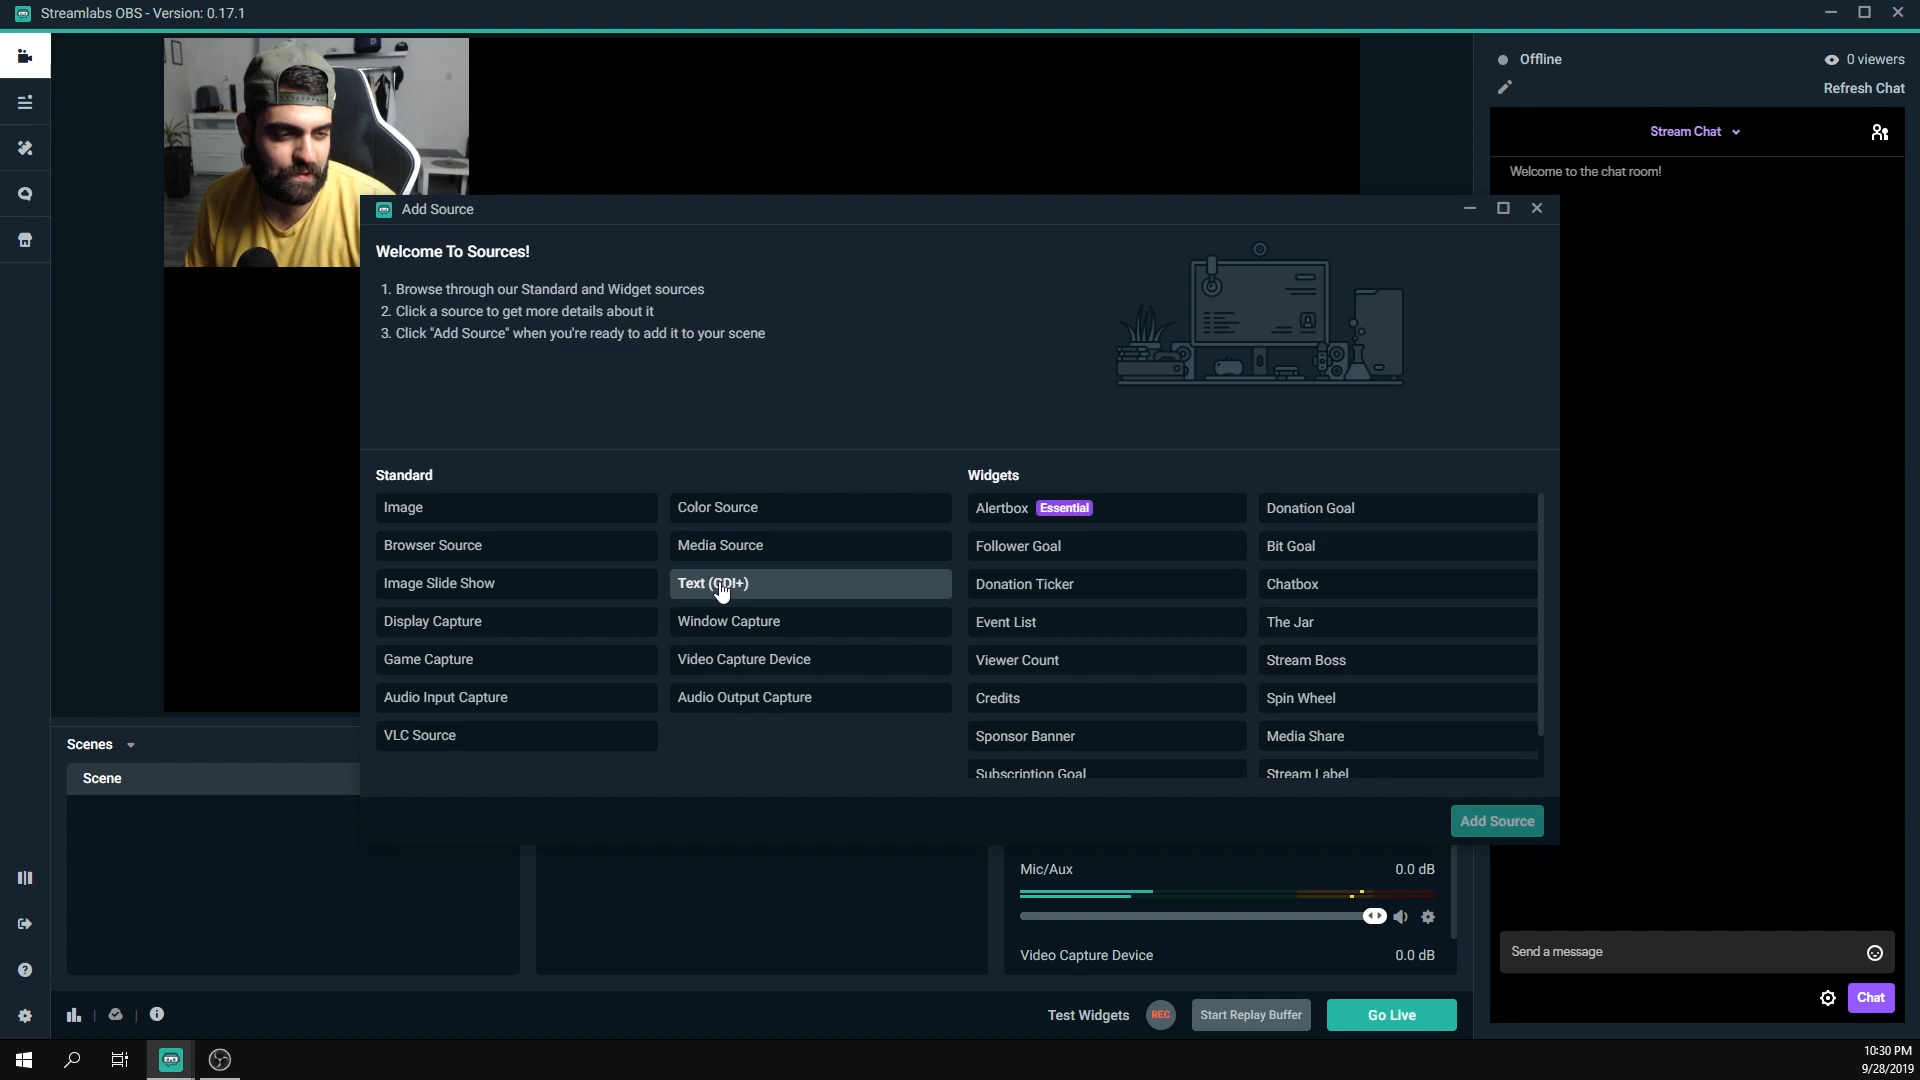 Streamlabs OBS - Version: 0.17.1
Offline
0 viewers
Refresh Chat
Stream Chat
Welcome to the chat room!
Add Source
Welcome To Sources!
1. Browse through our Standard and Widget sources
2. Click a source to get more details about it
3. Click "Add Source" when you're ready to add it to your scene
Standard
Image
Color Source
Browser Source
Media Source
Image Slide Show
Text (GDI+)
Display Capture
Window Capture
Game Capture
Video Capture Device
Audio Input Capture
Audio Output Capture
VLC Source
Widgets
Alertbox Essential
Donation Goal
Follower Goal
Bit Goal
Donation Ticker
Chatbox
Event List
The Jar
Viewer Count
Stream Boss
Credits
Spin Wheel
Sponsor Banner
Media Share
Subscription Goal
Stream Label
Add Source
Scenes
Scene
Mic/Aux
0.0 dB
Video Capture Device
0.0 dB
Send a message
Chat
Test Widgets
REC
Start Replay Buffer
Go Live
10:30 PM
9/28/2019